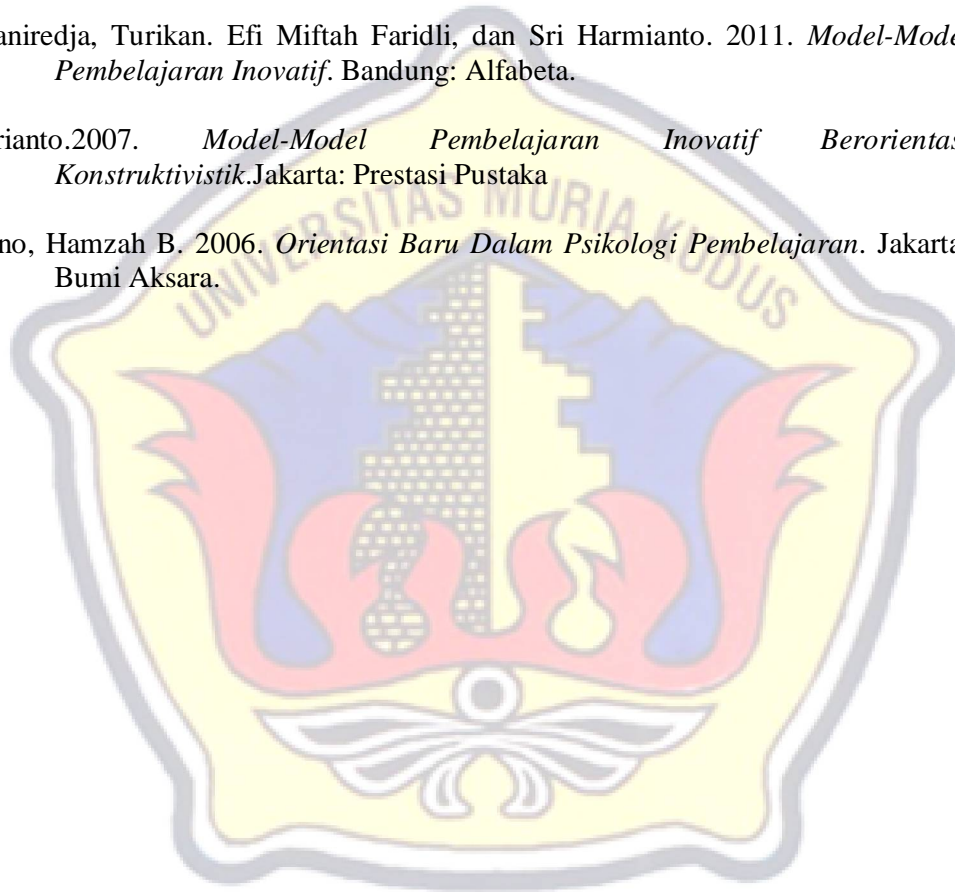 aniredja, Turikan. Efi Miftah Faridli, dan Sri Harmianto. 2011. Model-Mode
Pembelajaran Inovatif. Bandung: Alfabeta.
rianto.2007. Model-Model Pembelajaran Inovatif Berorientas
Konstruktivistik.Jakarta: Prestasi Pustaka
no, Hamzah B. 2006. Orientasi Baru Dalam Psikologi Pembelajaran. Jakarta
Bumi Aksara.
UNIVERSITAS MURIA KUDUS